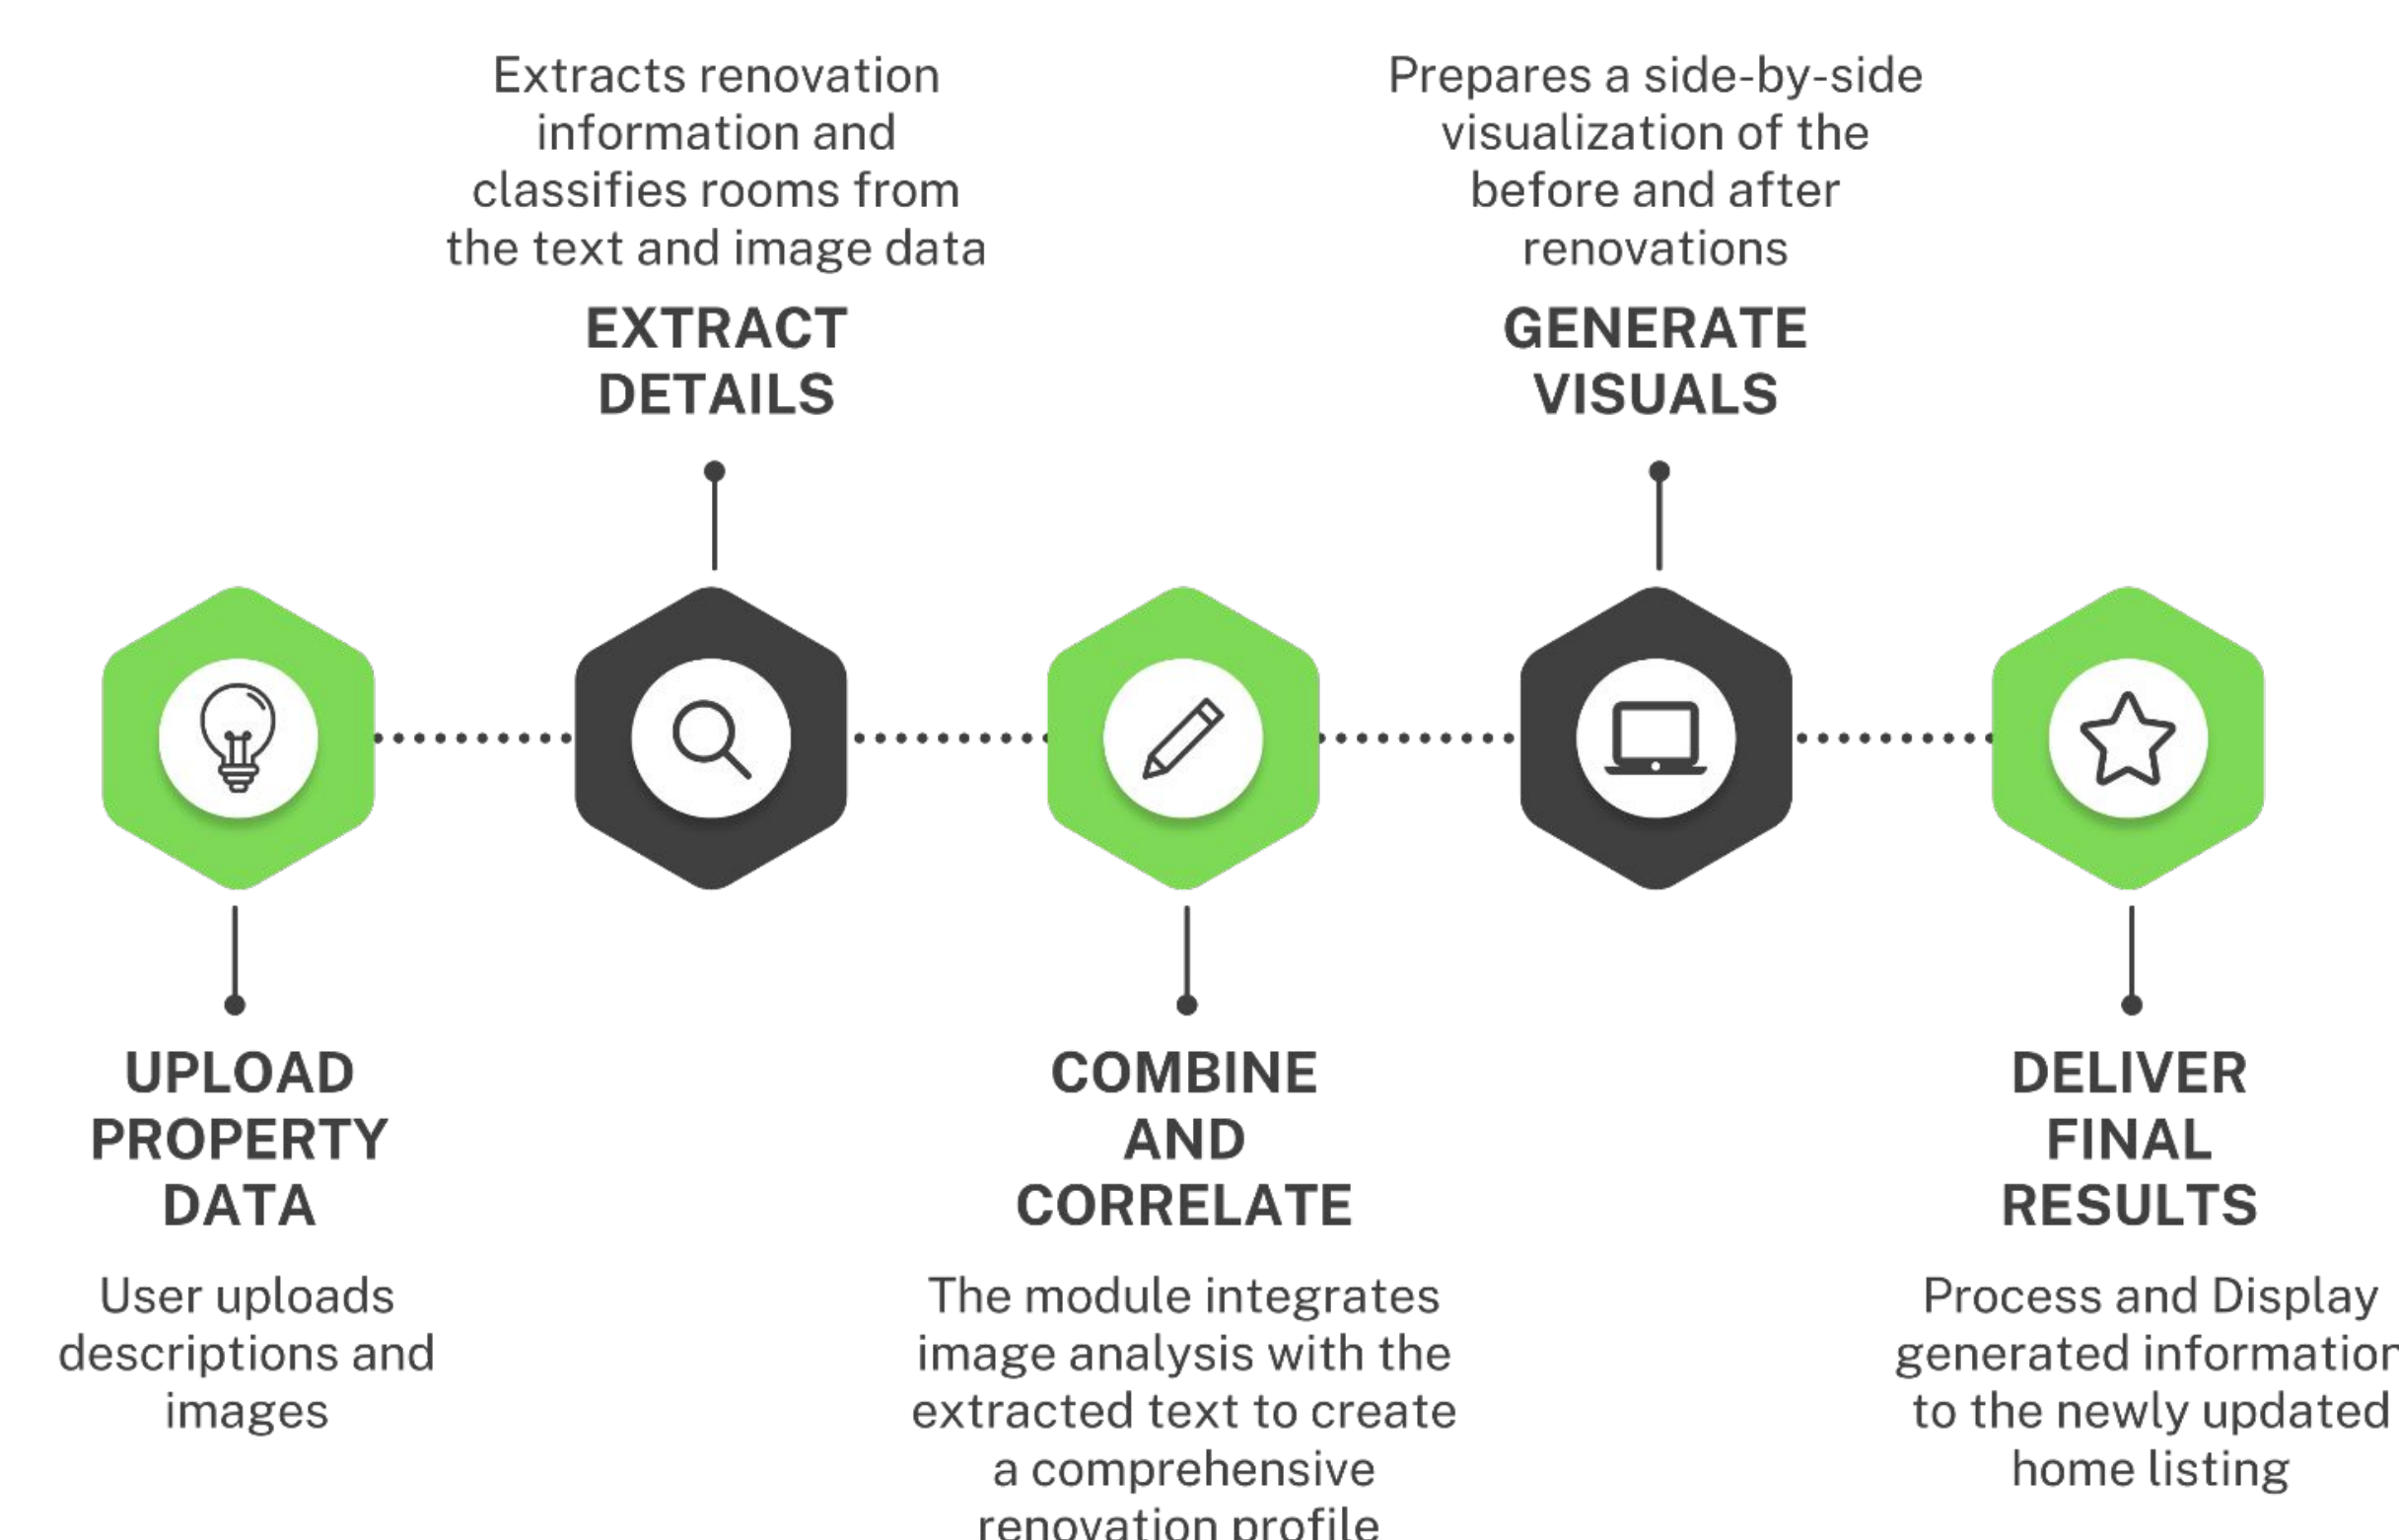 Extracts renovation
information and
classifies rooms from
the text and image data
EXTRACT
DETAILS
Prepares a side-by-side
visualization of the
before and after
renovations
GENERATE
VISUALS
UPLOAD
PROPERTY
DATA
User uploads
descriptions and
images
COMBINE
AND
CORRELATE
The module integrates
image analysis with the
extracted text to create
a comprehensive
renovation profile
DELIVER
FINAL
RESULTS
Process and Display
generated information
to the newly updated
home listing